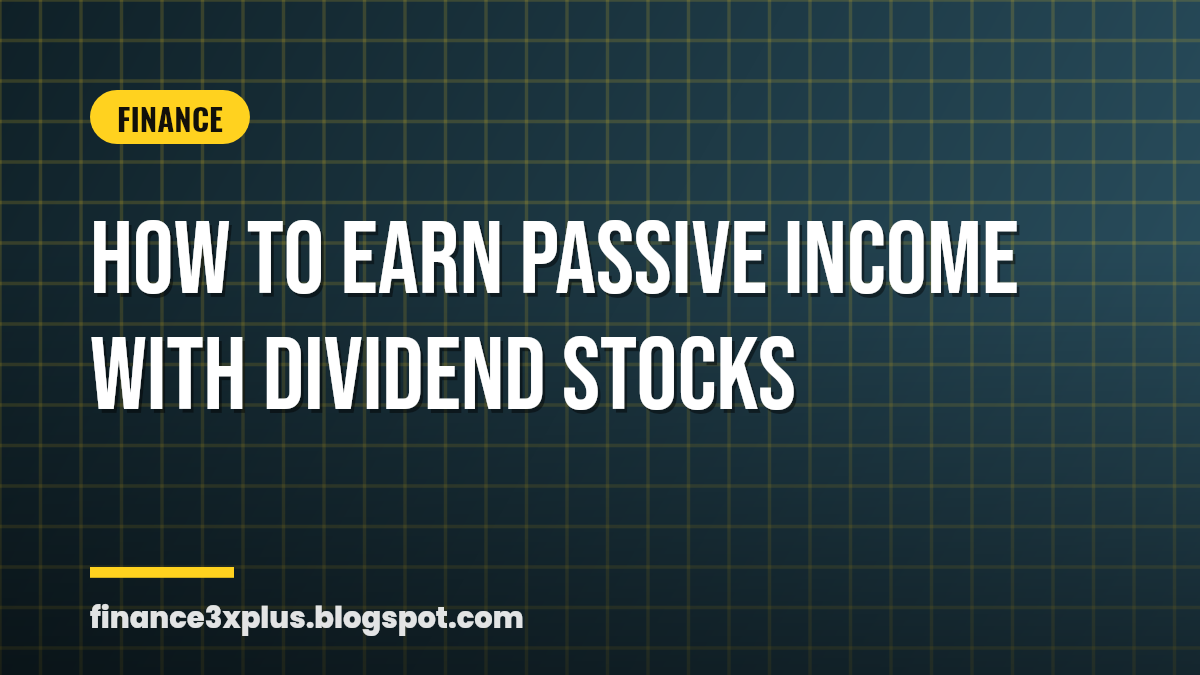 FINANCE
HOW TO EARN PASSIVE INCOME
WITH DIVIDEND STOCKS
finance3xplus.blogspot.com